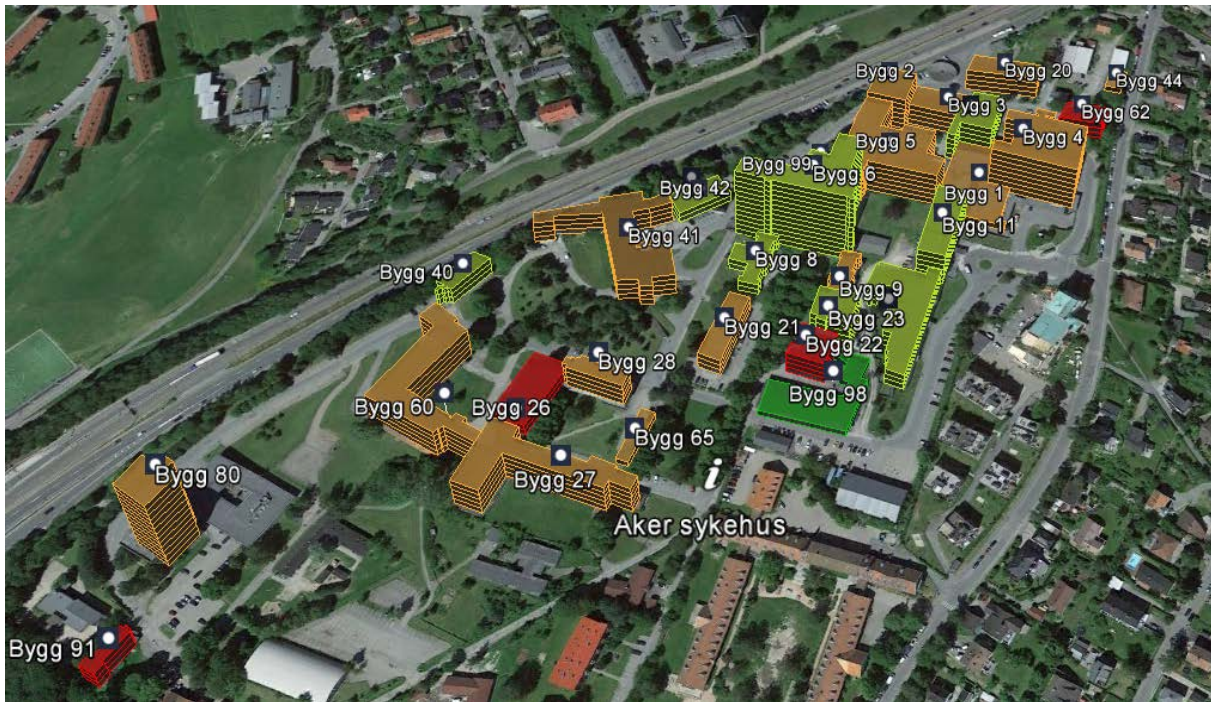 Bygg 2
Bygg 20
Bygg 44
Bygg 3
Bygg 62
Bygg 5
Bygg 4
Bygg 99
Bygg 6
Bygg 42
Bygg 1
Bygg 11
Bygg 41
Bygg 8
Bygg 40
Bygg 9
Bygg 23
Bygg 21
Bygg 22
Bygg 28
Bygg 98
Bygg 60
Bygg 26
Bygg 65
Bygg 80
Bygg 27
i
Aker sykehus
Bygg 91